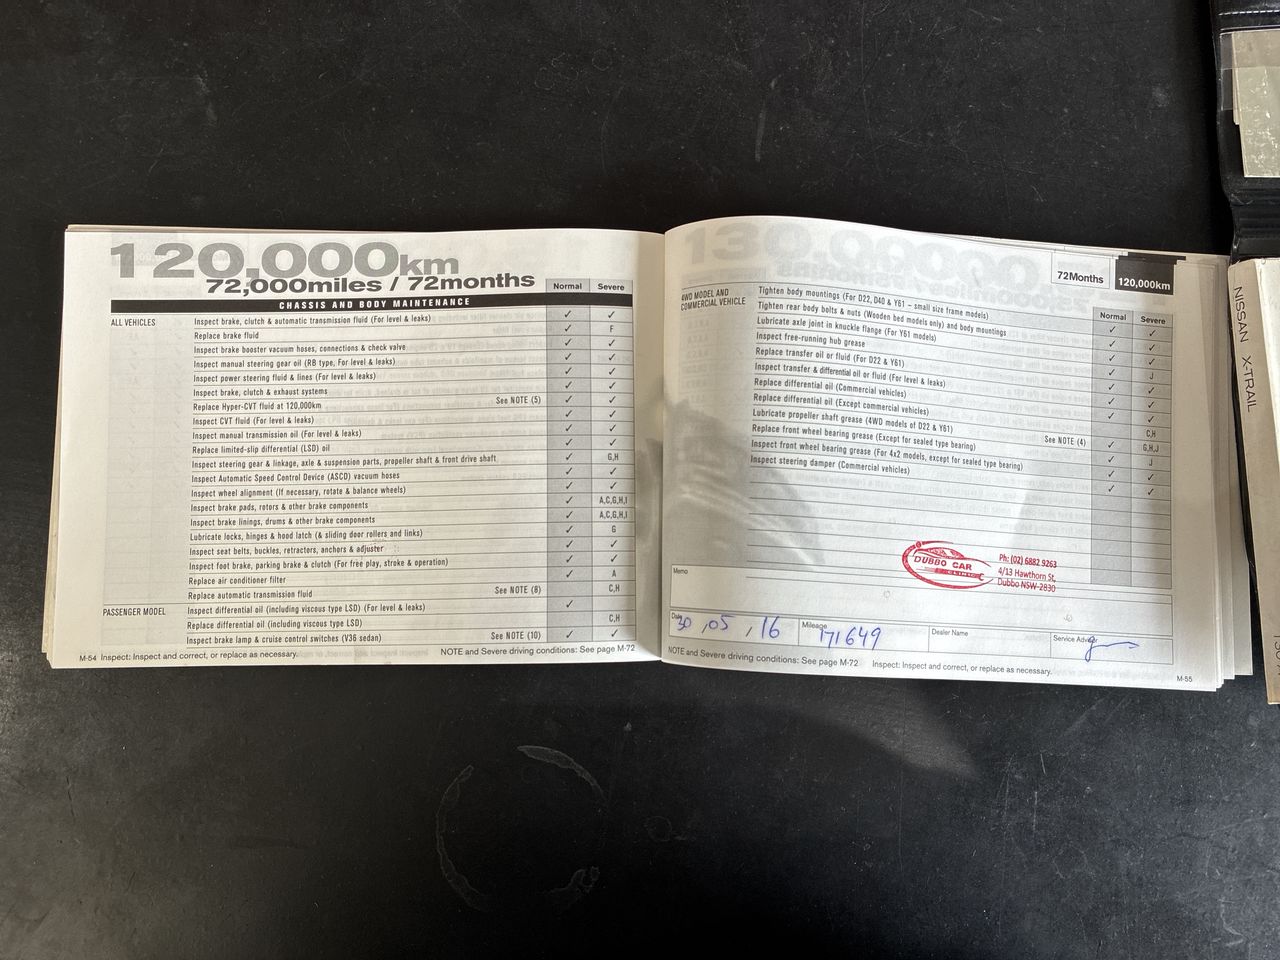 120,000km
72,000miles / 72months
Normal Severe
CHASSIS AND BODY MAINTENANCE
ALL VEHICLES
Inspect brake, clutch & automatic transmission fluid (For level & leaks) ✓ ✓
Replace brake fluid ✓ F
Inspect brake booster vacuum hoses, connections & check valve ✓ ✓
Inspect manual steering gear oil (RB type, For level & leaks) ✓ ✓
Inspect power steering fluid & lines (For level & leaks) ✓ ✓
Inspect brake, clutch & exhaust systems ✓ ✓
Replace Hyper-CVT fluid at 120,000km See NOTE (5) ✓ ✓
Inspect CVT fluid (For level & leaks) ✓ ✓
Inspect manual transmission oil (For level & leaks) ✓ ✓
Replace limited-slip differential (LSD) oil ✓ ✓
Inspect steering gear & linkage, axle & suspension parts, propeller shaft & front drive shaft ✓ G,H
Inspect Automatic Speed Control Device (ASCD) vacuum hoses ✓ ✓
Inspect wheel alignment (If necessary, rotate & balance wheels) ✓ ✓
Inspect brake pads, rotors & other brake components ✓ A,C,G,H,I
Inspect brake linings, drums & other brake components ✓ A,C,G,H,I
Lubricate locks, hinges & hood latch (& sliding door rollers and links) ✓ G
Inspect seat belts, buckles, retractors, anchors & adjuster ✓ ✓
Inspect foot brake, parking brake & clutch (For free play, stroke & operation) ✓ ✓
Replace air conditioner filter ✓ A
Replace automatic transmission fluid See NOTE (8) C,H
PASSENGER MODEL
Inspect differential oil (including viscous type LSD) (For level & leaks) ✓
Replace differential oil (including viscous type LSD) C,H
Inspect brake lamp & cruise control switches (V36 sedan) See NOTE (10) ✓ ✓
M-54 Inspect: Inspect and correct, or replace as necessary. NOTE and Severe driving conditions: See page M-72
72Months 120,000km
Normal Severe
4WD MODEL AND
COMMERCIAL VEHICLE
Tighten body mountings (For D22, D40 & Y61 – small size frame models) ✓ ✓
Tighten rear body bolts & nuts (Wooden bed models only) and body mountings ✓ ✓
Lubricate axle joint in knuckle flange (For Y61 models) ✓ ✓
Inspect free-running hub grease ✓ J
Replace transfer oil or fluid (For D22 & Y61) ✓ ✓
Inspect transfer & differential oil or fluid (For level & leaks) ✓ ✓
Replace differential oil (Commercial vehicles) ✓ ✓
Replace differential oil (Except commercial vehicles) C,H
Lubricate propeller shaft grease (4WD models of D22 & Y61) See NOTE (4) ✓ G,H,J
Replace front wheel bearing grease (Except for sealed type bearing) ✓ J
Inspect front wheel bearing grease (For 4x2 models, except for sealed type bearing) ✓ ✓
Inspect steering damper (Commercial vehicles) ✓ ✓
DUBBO CAR
CLINIC
Ph: (02) 6882 9263
4/13 Hawthorn St,
Dubbo NSW-2830
Memo
Date 30,05,16
Mileage 171649
Dealer Name
Service Advisor
NOTE and Severe driving conditions: See page M-72 Inspect: Inspect and correct, or replace as necessary.
M-55
NISSAN X-TRAIL